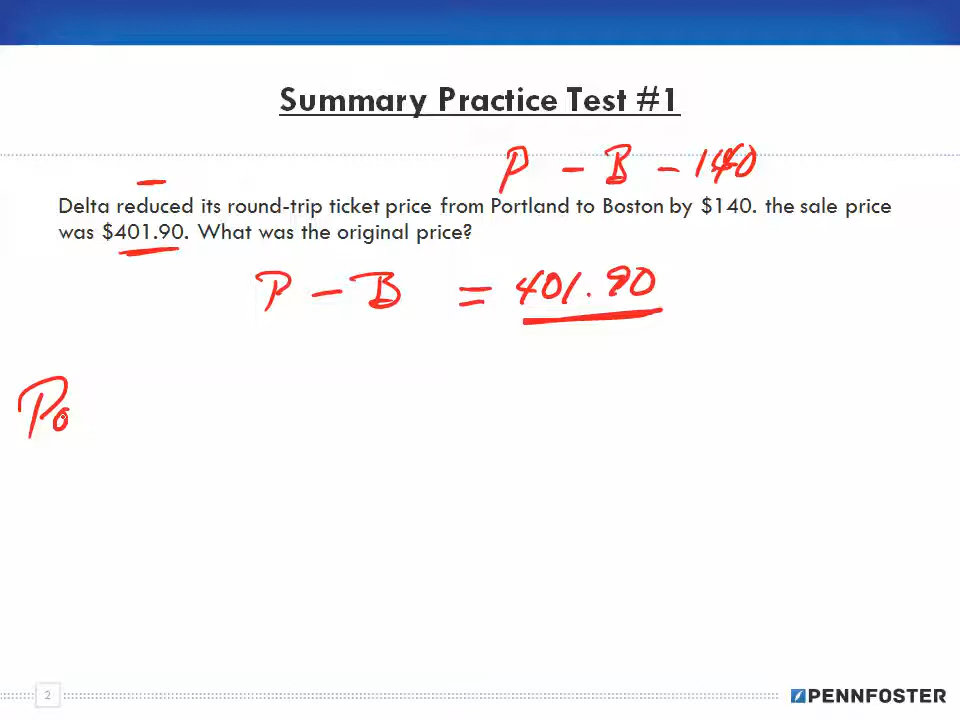 Summary Practice Test #1
P - B - 140
Delta reduced its round-trip ticket price from Portland to Boston by $140. the sale price
was $401.90. What was the original price?
P - B = 401.90
Po
2
PENNFOSTER